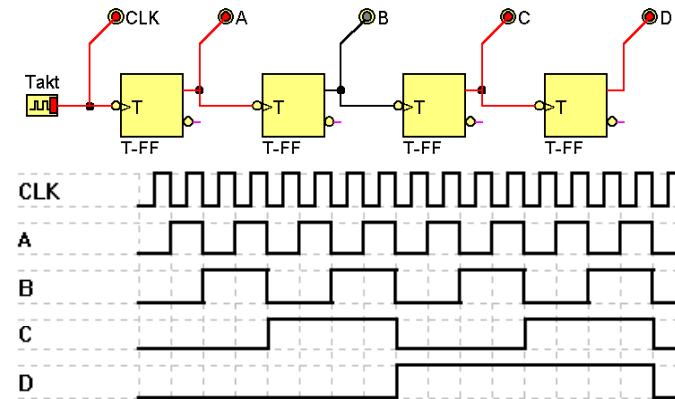 CLK A B C D
Takt
T T T T
T-FF T-FF T-FF T-FF
CLK
A
B
C
D